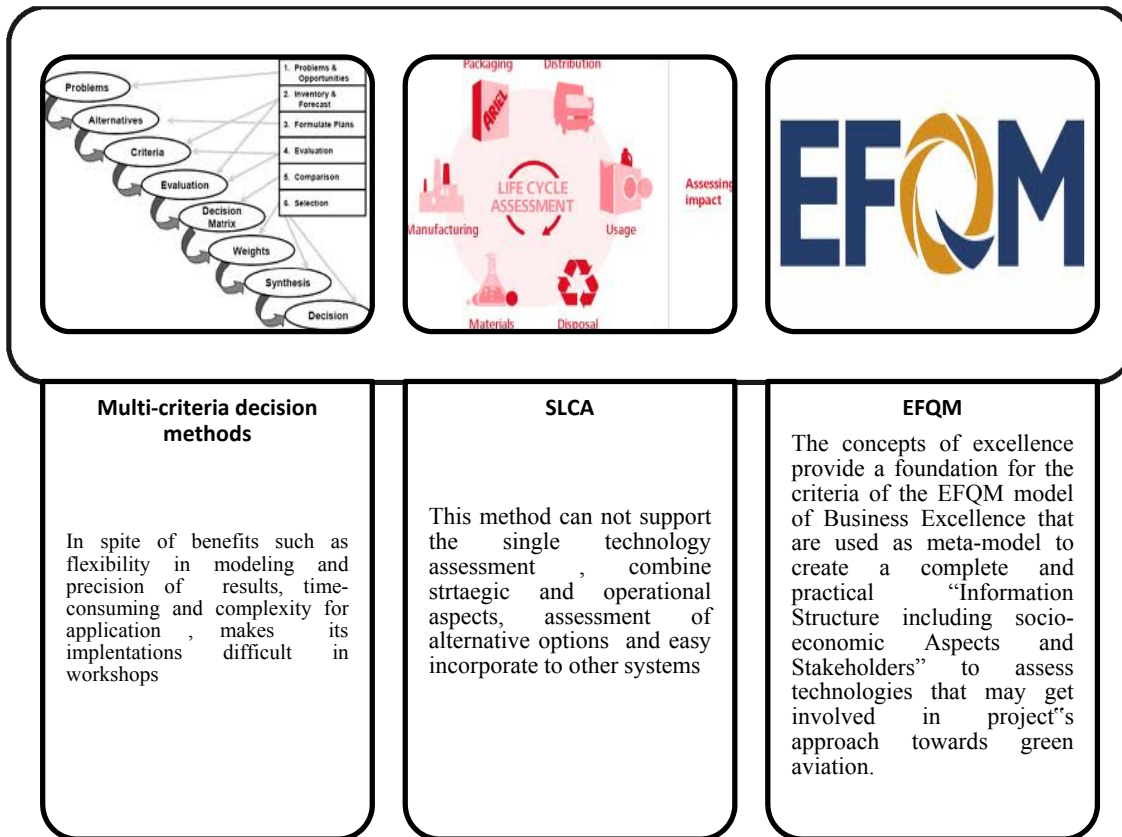 Problems
Alternatives
Criteria
Evaluation
Decision
Matrix
Weights
Synthesis
Decision
1. Problems &
Opportunities
2. Inventory &
Forecast
3. Formulate Plans
4. Evaluation
5. Comparison
6. Selection
Packaging
Distribution
ARIEL
LIFE CYCLE
ASSESSMENT
Assessing
impact
Manufacturing
Usage
Materials
Disposal
EFQM
Multi-criteria decision
methods
In spite of benefits such as
flexibility in modeling and
precision of results, time-
consuming and complexity for
application , makes its
implentations difficult in
workshops
SLCA
This method can not support
the single technology
assessment , combine
strtaegic and operational
aspects, assessment of
alternative options and easy
incorporate to other systems
EFQM
The concepts of excellence
provide a foundation for the
criteria of the EFQM model
of Business Excellence that
are used as meta-model to
create a complete and
practical “Information
Structure including socio-
economic Aspects and
Stakeholders” to assess
technologies that may get
involved in project‟s
approach towards green
aviation.